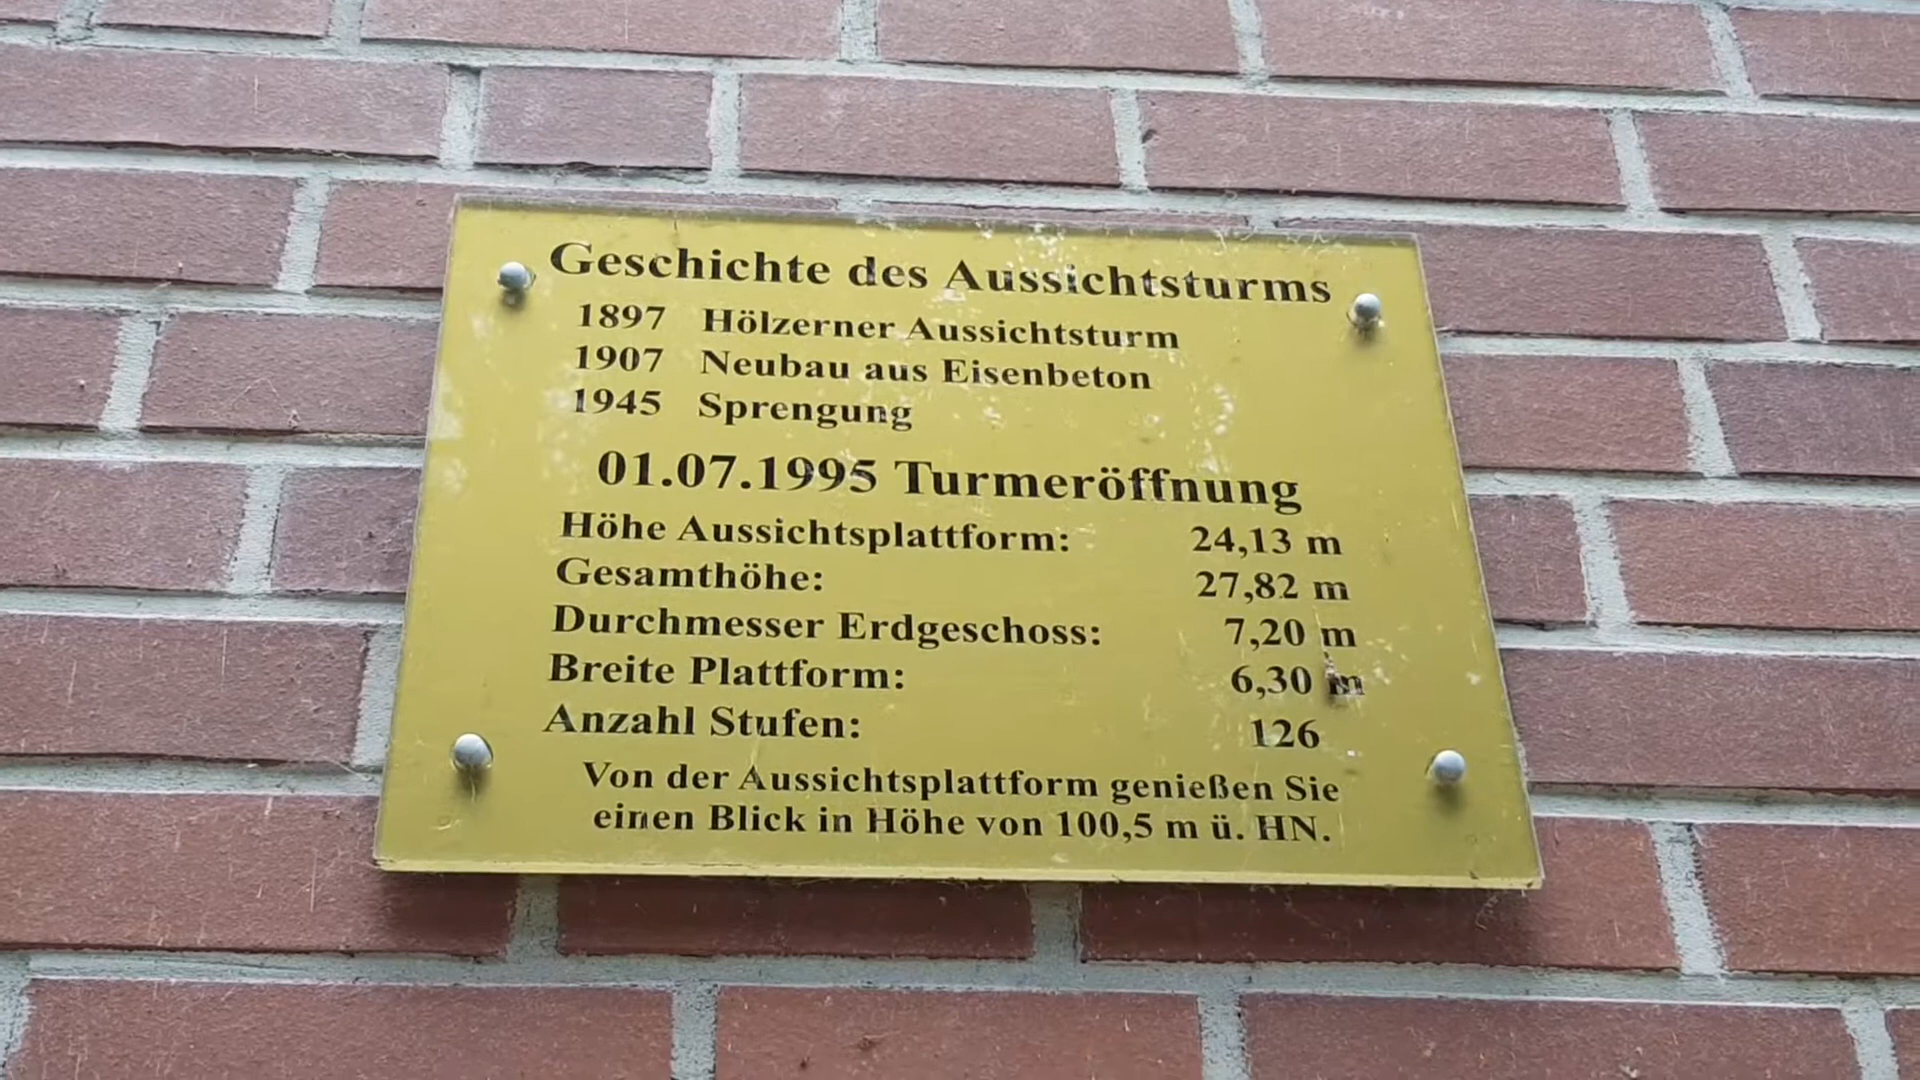 Geschichte des Aussichtsturms
1897 Hölzerner Aussichtsturm
1907 Neubau aus Eisenbeton
1945 Sprengung
01.07.1995 Turmeröffnung
Höhe Aussichtsplattform: 24,13 m
Gesamthöhe: 27,82 m
Durchmesser Erdgeschoss: 7,20 m
Breite Plattform: 6,30 m
Anzahl Stufen: 126
Von der Aussichtsplattform genießen Sie
einen Blick in Höhe von 100,5 m ü. HN.